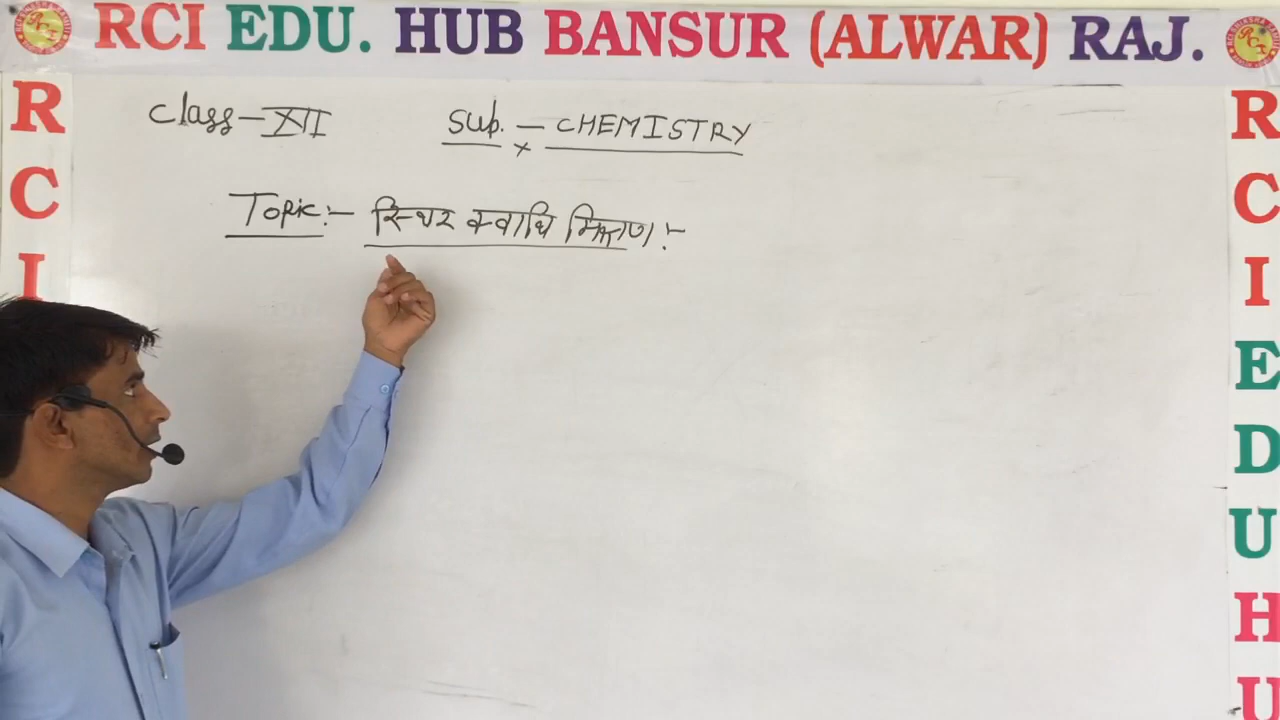 RCI EDU. HUB BANSUR (ALWAR) RAJ.
Class – XII
Sub. – CHEMISTRY
Topic :- स्थिर क्वाथि मिश्रण :-
R
C
I
R
C
I
E
D
U
H
U